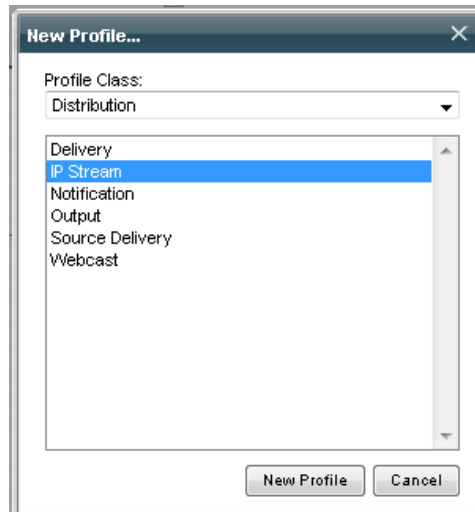 New Profile...
Profile Class:
Distribution
Delivery
IP Stream
Notification
Output
Source Delivery
Webcast
New Profile Cancel